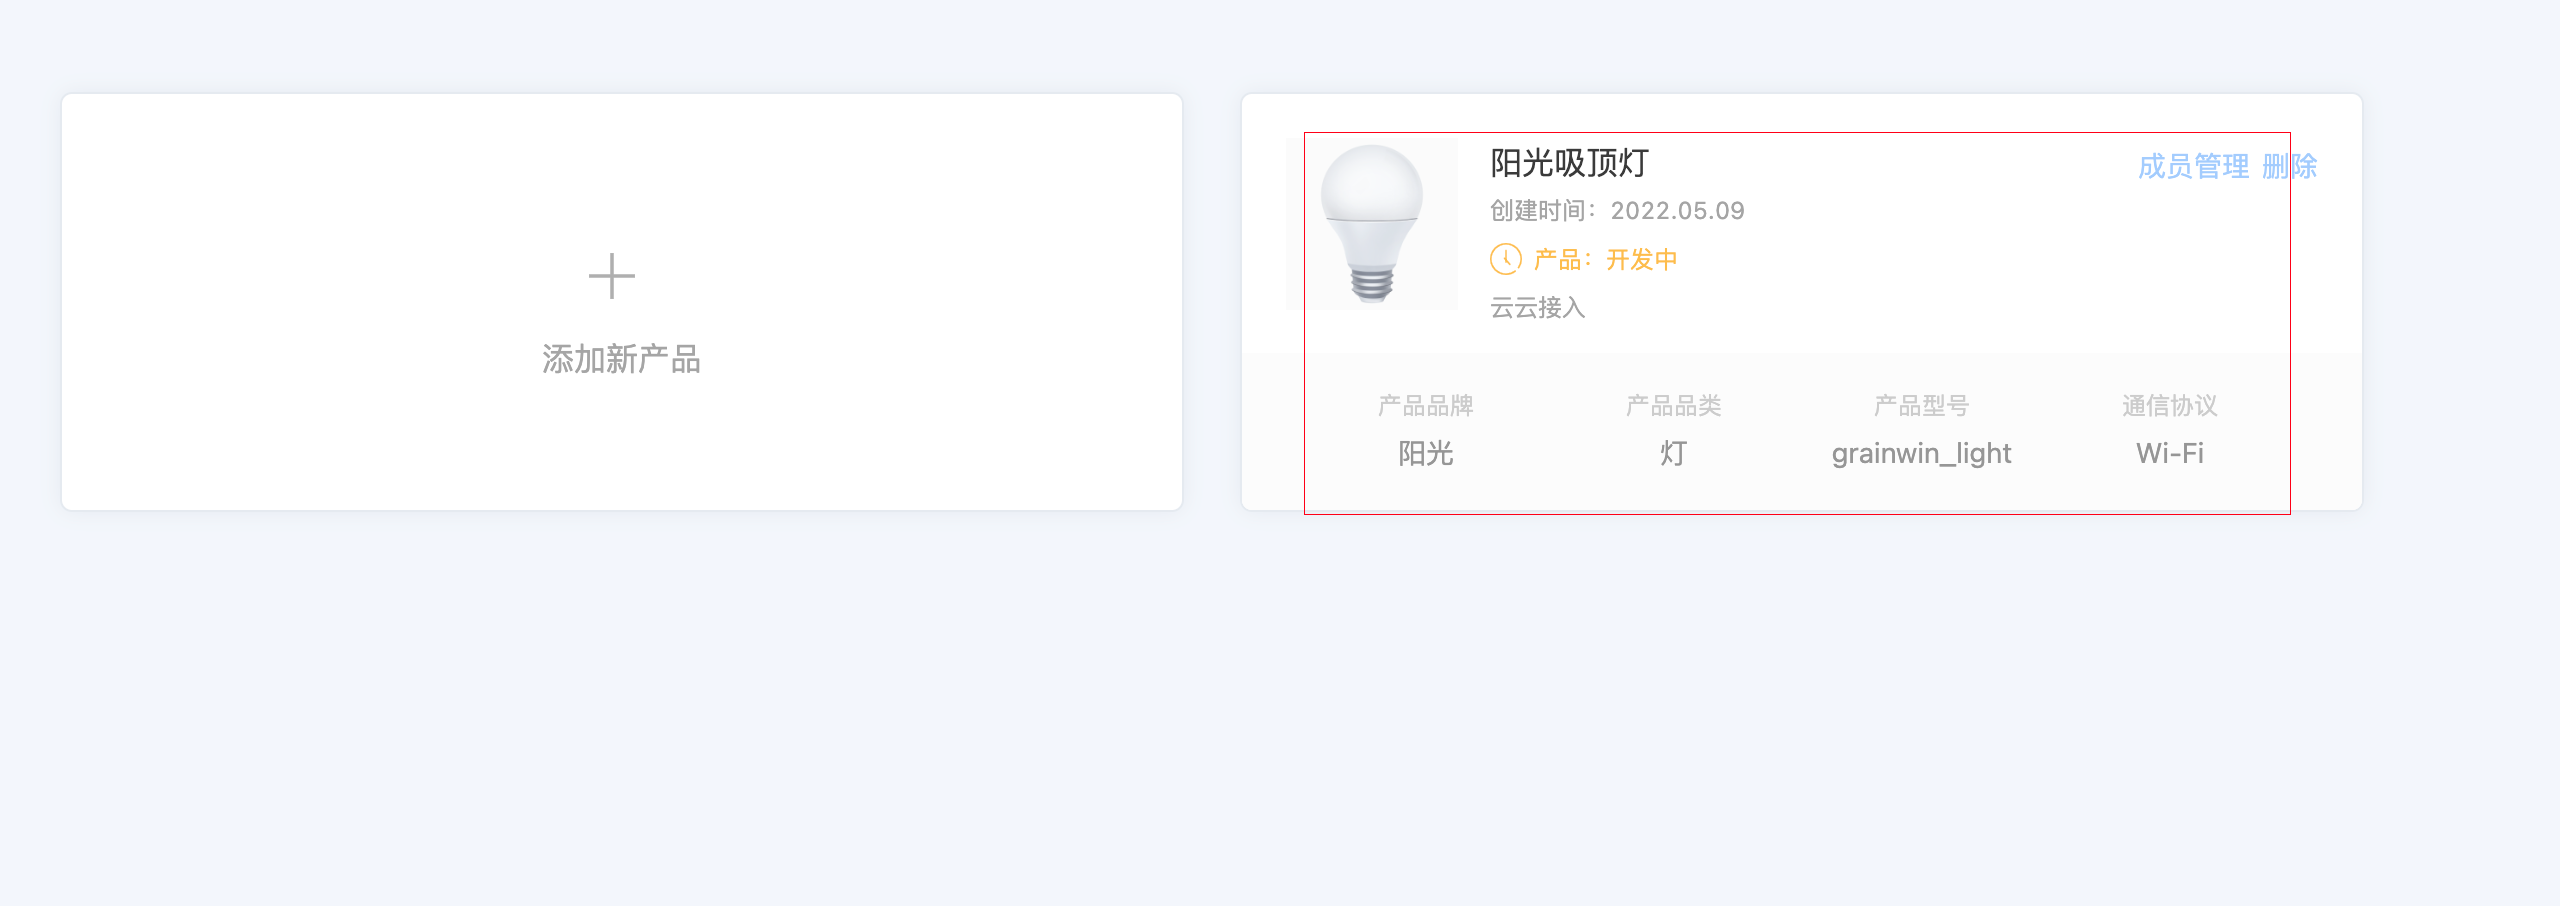 添加新产品
阳光吸顶灯
成员管理 删除
创建时间：2022.05.09
产品：开发中
云云接入
产品品牌 产品品类 产品型号 通信协议
阳光 灯 grainwin_light Wi-Fi